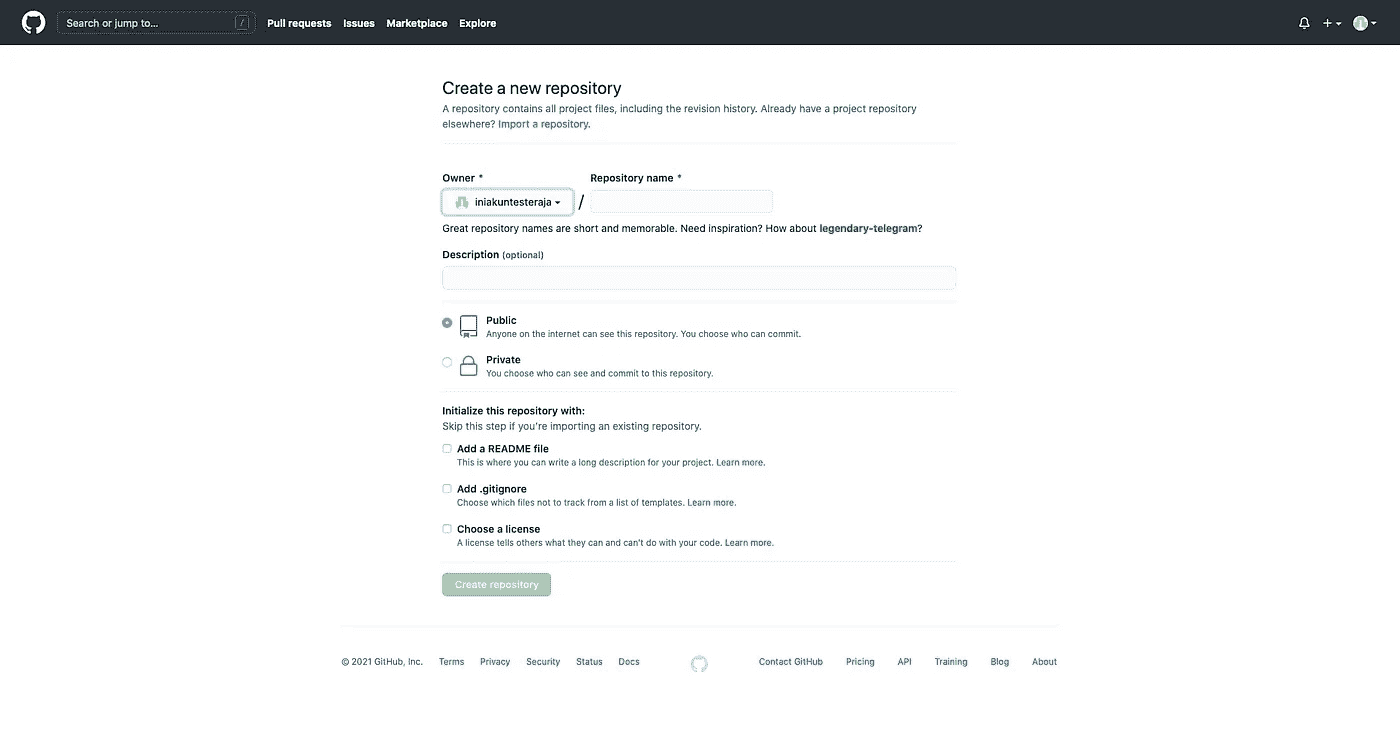 Search or jump to... /
Pull requests Issues Marketplace Explore
Create a new repository
A repository contains all project files, including the revision history. Already have a project repository
elsewhere? Import a repository.
Owner * Repository name *
iniakuntesteraja /
Great repository names are short and memorable. Need inspiration? How about legendary-telegram?
Description (optional)
Public
Anyone on the internet can see this repository. You choose who can commit.
Private
You choose who can see and commit to this repository.
Initialize this repository with:
Skip this step if you're importing an existing repository.
Add a README file
This is where you can write a long description for your project. Learn more.
Add .gitignore
Choose which files not to track from a list of templates. Learn more.
Choose a license
A license tells others what they can and can't do with your code. Learn more.
Create repository
© 2021 GitHub, Inc. Terms Privacy Security Status Docs Contact GitHub Pricing API Training Blog About